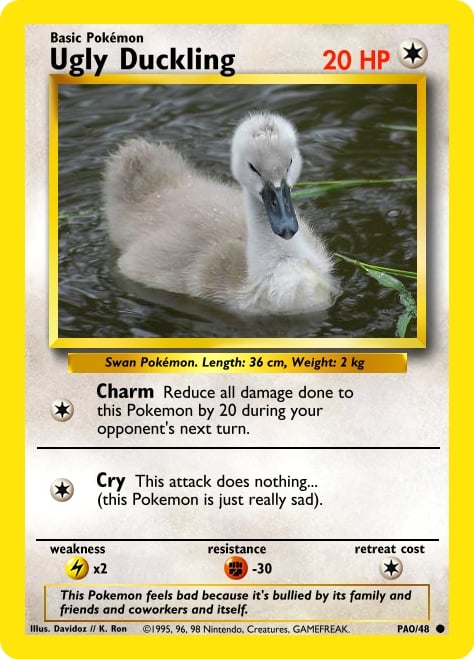 Basic Pokémon
Ugly Duckling 20 HP
Swan Pokémon. Length: 36 cm, Weight: 2 kg
Charm Reduce all damage done to
this Pokemon by 20 during your
opponent's next turn.
Cry This attack does nothing...
(this Pokemon is just really sad).
weakness resistance retreat cost
x2 -30
This Pokemon feels bad because it's bullied by its family and
friends and coworkers and itself.
Illus. Davidoz // K. Ron ©1995, 96, 98 Nintendo, Creatures, GAMEFREAK. PAO/48